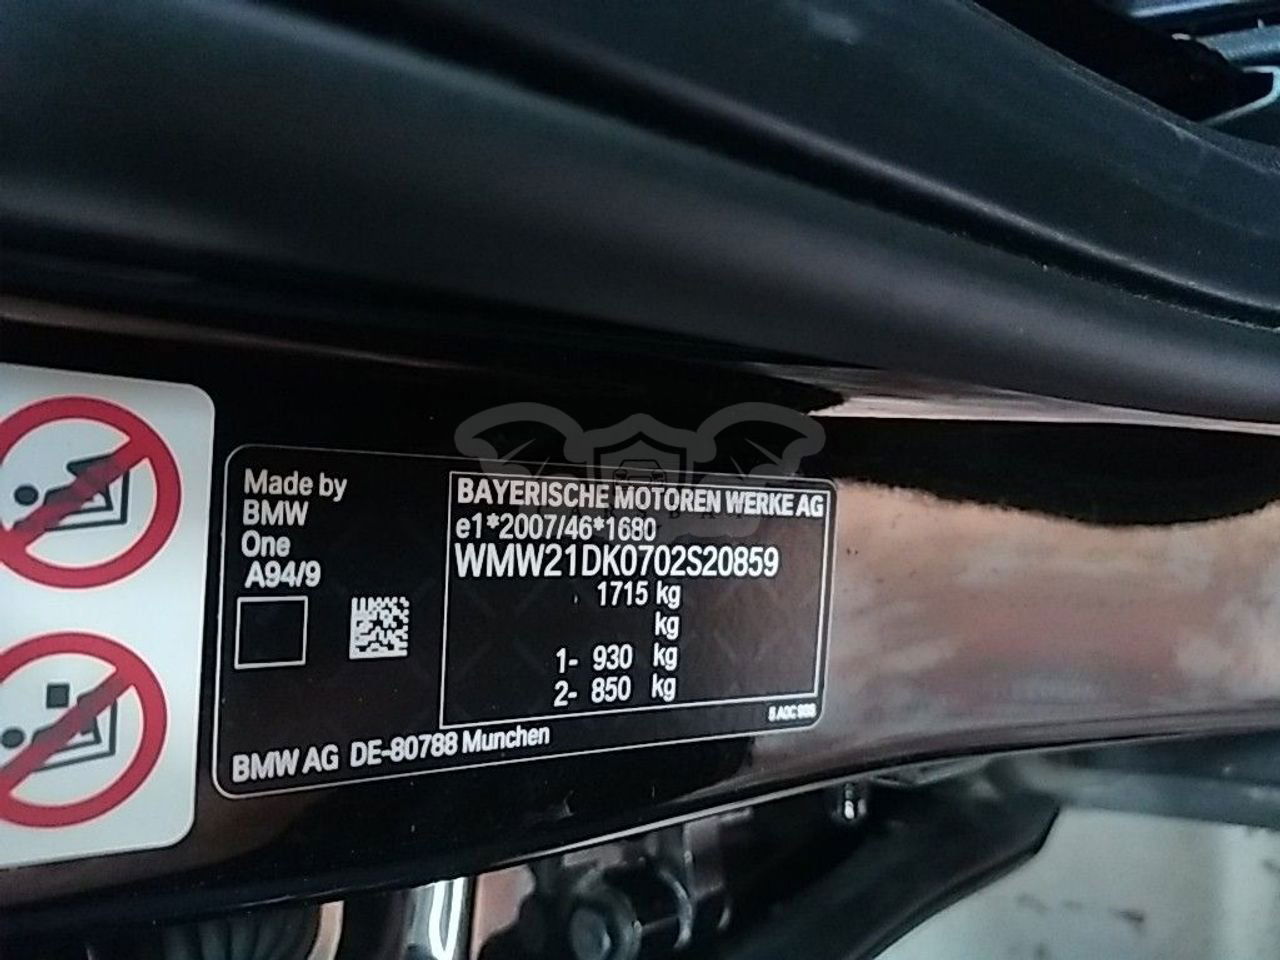 Made by
BMW
One
A94/9
BAYERISCHE MOTOREN WERKE AG
e1*2007/46*1680
WMW21DK0702S20859
1715 kg
kg
1- 930 kg
2- 850 kg
BMW AG DE-80788 Munchen